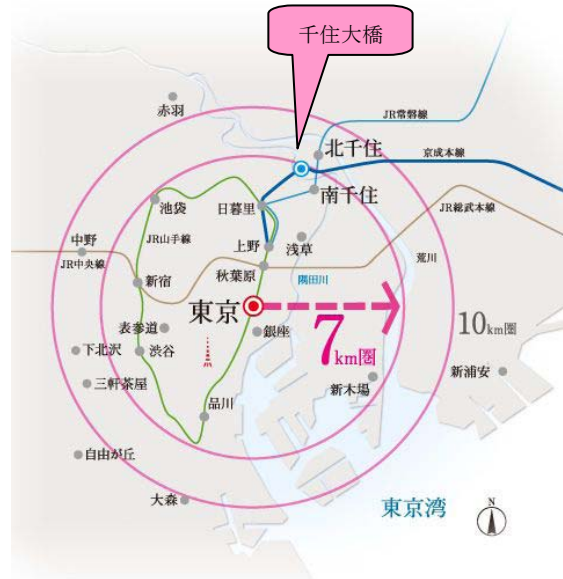 千住大橋
赤羽
JR常磐線
北千住
京成本線
池袋
日暮里
南千住
中野
JR山手線
上野
浅草
JR総武本線
JR中央線
新宿
秋葉原
隅田川
荒川
東京
表参道
銀座
7km圏
10km圏
下北沢
渋谷
三軒茶屋
新木場
新浦安
品川
自由が丘
大森
東京湾
N